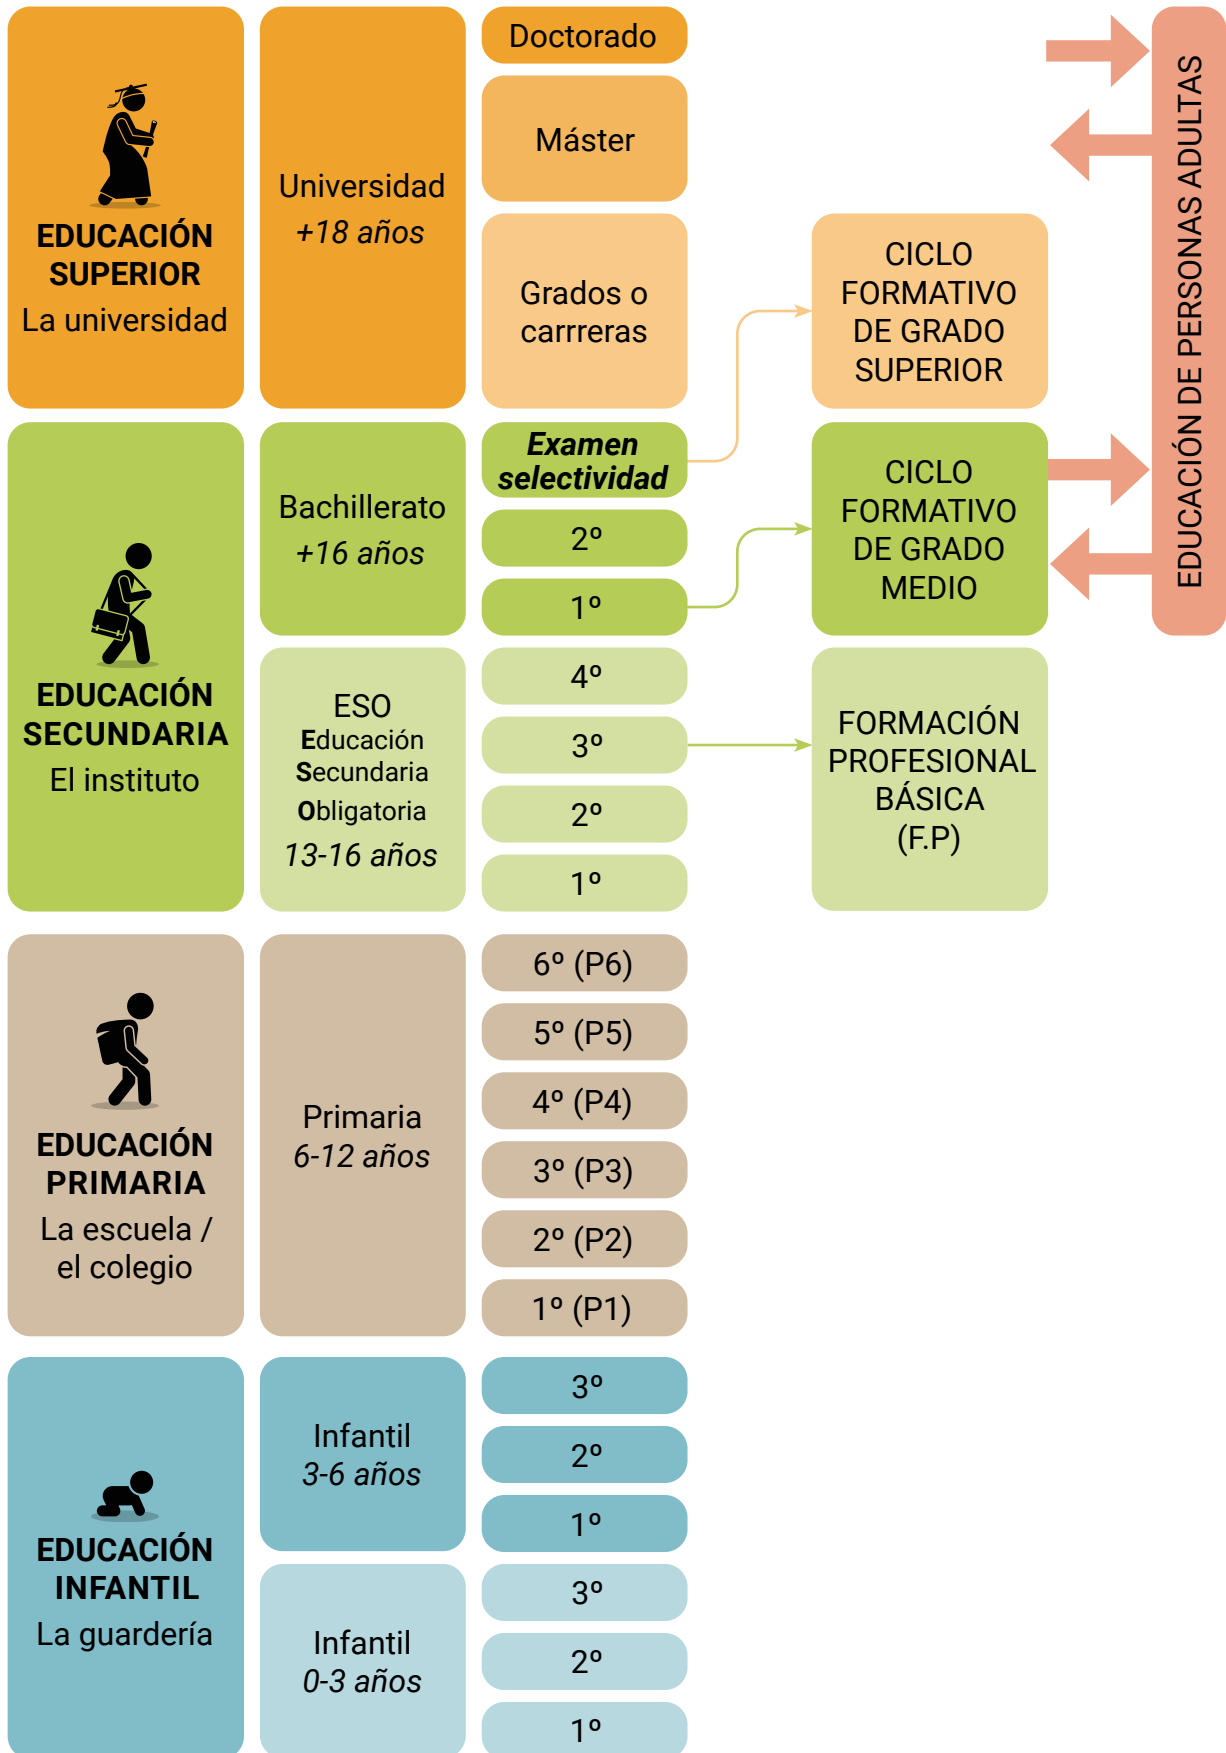 EDUCACIÓN
SUPERIOR
La universidad
Universidad
+18 años
Doctorado
Máster
Grados o
carrreras
CICLO
FORMATIVO
DE GRADO
SUPERIOR
EDUCACIÓN DE PERSONAS ADULTAS
EDUCACIÓN
SECUNDARIA
El instituto
Bachillerato
+16 años
Examen
selectividad
2º
1º
CICLO
FORMATIVO
DE GRADO
MEDIO
ESO
Educación
Secundaria
Obligatoria
13-16 años
4º
3º
2º
1º
FORMACIÓN
PROFESIONAL
BÁSICA
(F.P)
EDUCACIÓN
PRIMARIA
La escuela /
el colegio
Primaria
6-12 años
6º (P6)
5º (P5)
4º (P4)
3º (P3)
2º (P2)
1º (P1)
EDUCACIÓN
INFANTIL
La guardería
Infantil
3-6 años
3º
2º
1º
Infantil
0-3 años
3º
2º
1º